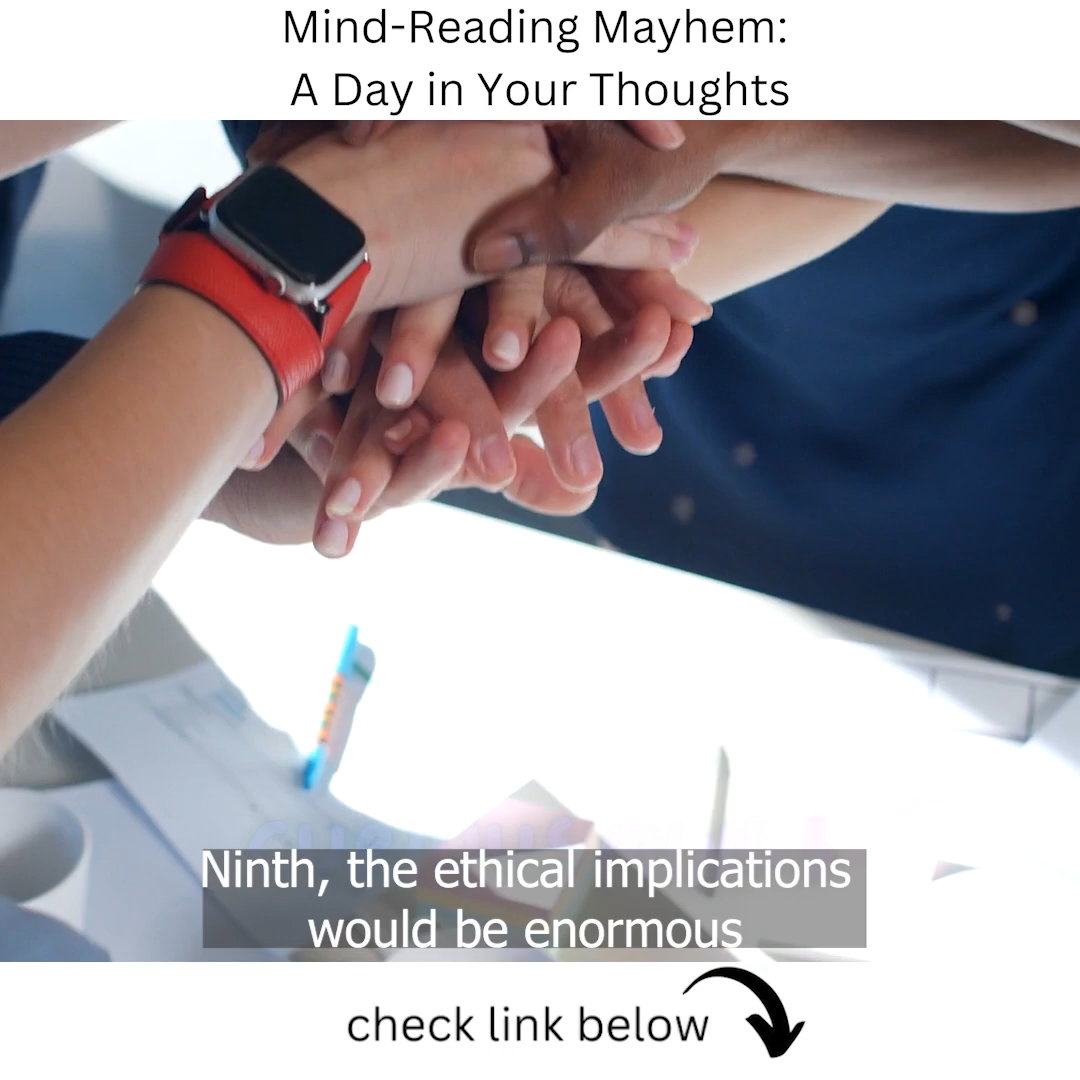 Mind-Reading Mayhem:
A Day in Your Thoughts
Ninth, the ethical implications
would be enormous
check link below